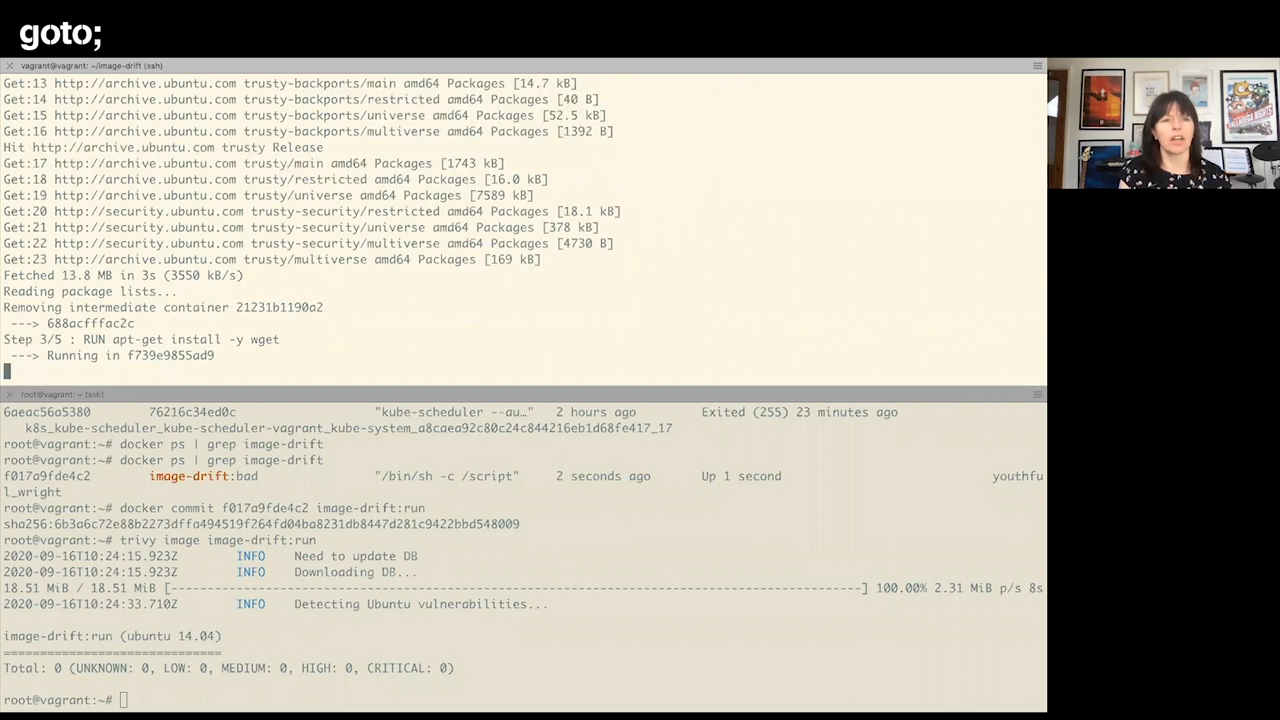 goto;
vagrant@vagrant: ~/image-drift (ssh)
Get:13 http://archive.ubuntu.com trusty-backports/main amd64 Packages [14.7 kB]
Get:14 http://archive.ubuntu.com trusty-backports/restricted amd64 Packages [40 B]
Get:15 http://archive.ubuntu.com trusty-backports/universe amd64 Packages [52.5 kB]
Get:16 http://archive.ubuntu.com trusty-backports/multiverse amd64 Packages [1392 B]
Hit http://archive.ubuntu.com trusty Release
Get:17 http://archive.ubuntu.com trusty/main amd64 Packages [1743 kB]
Get:18 http://archive.ubuntu.com trusty/restricted amd64 Packages [16.0 kB]
Get:19 http://archive.ubuntu.com trusty/universe amd64 Packages [7589 kB]
Get:20 http://security.ubuntu.com trusty-security/restricted amd64 Packages [18.1 kB]
Get:21 http://security.ubuntu.com trusty-security/universe amd64 Packages [378 kB]
Get:22 http://security.ubuntu.com trusty-security/multiverse amd64 Packages [4730 B]
Get:23 http://archive.ubuntu.com trusty/multiverse amd64 Packages [169 kB]
Fetched 13.8 MB in 3s (3550 kB/s)
Reading package lists...
Removing intermediate container 21231b1190a2
---> 688acfffac2c
Step 3/5 : RUN apt-get install -y wget
---> Running in f739e9855ad9
root@vagrant: ~ (ssh)
6aeac56a5380 76216c34ed0c "kube-scheduler --au…" 2 hours ago Exited (255) 23 minutes ago
k8s_kube-scheduler_kube-scheduler-vagrant_kube-system_a8caea92c80c24c844216eb1d68fe417_17
root@vagrant:~# docker ps | grep image-drift
root@vagrant:~# docker ps | grep image-drift
f017a9fde4c2 image-drift:bad "/bin/sh -c /script" 2 seconds ago Up 1 second youthfu
l_wright
root@vagrant:~# docker commit f017a9fde4c2 image-drift:run
sha256:6b3a6c72e88b2273dffa494519f264fd04ba8231db8447d281c9422bbd548009
root@vagrant:~# trivy image image-drift:run
2020-09-16T10:24:15.923Z INFO Need to update DB
2020-09-16T10:24:15.923Z INFO Downloading DB...
18.51 MiB / 18.51 MiB [---------------------------------------------------------------------------------------------] 100.00% 2.31 MiB p/s 8s
2020-09-16T10:24:33.710Z INFO Detecting Ubuntu vulnerabilities...
image-drift:run (ubuntu 14.04)
==============================
Total: 0 (UNKNOWN: 0, LOW: 0, MEDIUM: 0, HIGH: 0, CRITICAL: 0)
root@vagrant:~#